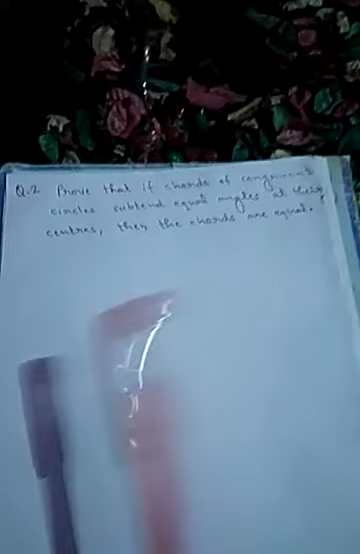 Q.2 Prove that if chords of congruent
circles subtend equal angles at their
centres, then the chords are equal.